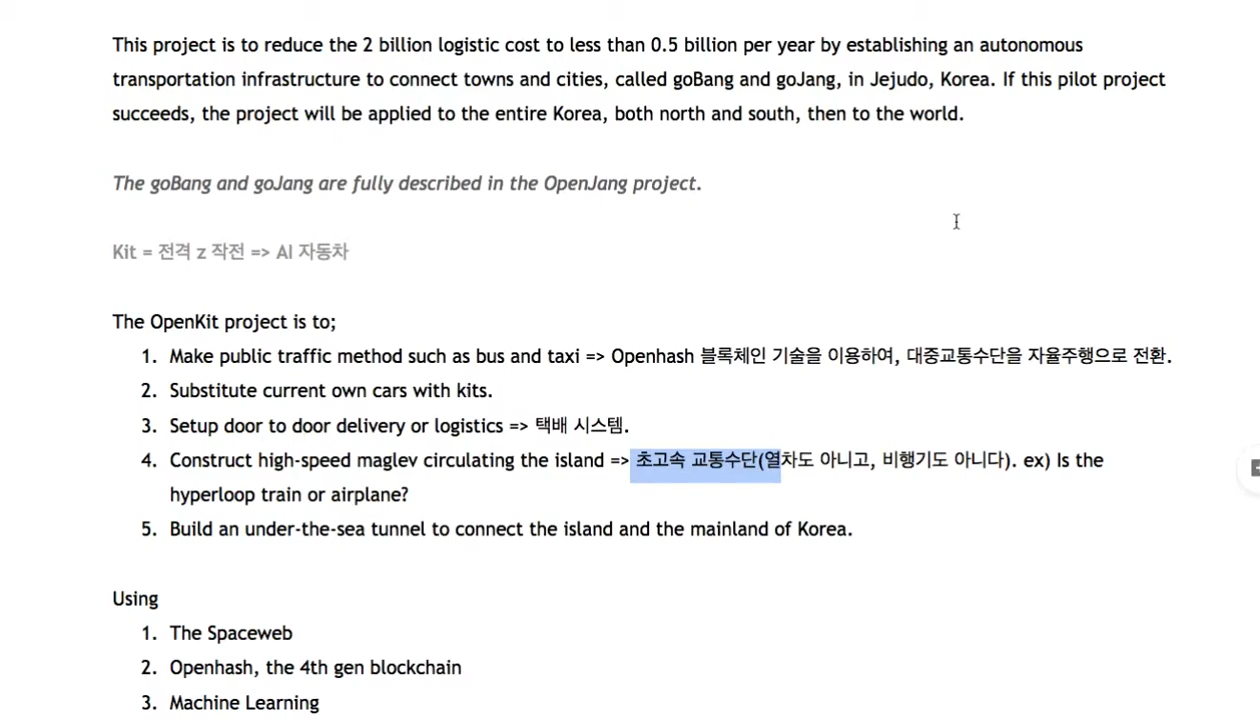 This project is to reduce the 2 billion logistic cost to less than 0.5 billion per year by establishing an autonomous
transportation infrastructure to connect towns and cities, called goBang and goJang, in Jejudo, Korea. If this pilot project
succeeds, the project will be applied to the entire Korea, both north and south, then to the world.
The goBang and goJang are fully described in the OpenJang project.
Kit = 전격 z 작전 => AI 자동차
The OpenKit project is to;
1. Make public traffic method such as bus and taxi => Openhash 블록체인 기술을 이용하여, 대중교통수단을 자율주행으로 전환.
2. Substitute current own cars with kits.
3. Setup door to door delivery or logistics => 택배 시스템.
4. Construct high-speed maglev circulating the island => 초고속 교통수단(열차도 아니고, 비행기도 아니다). ex) Is the
hyperloop train or airplane?
5. Build an under-the-sea tunnel to connect the island and the mainland of Korea.
Using
1. The Spaceweb
2. Openhash, the 4th gen blockchain
3. Machine Learning